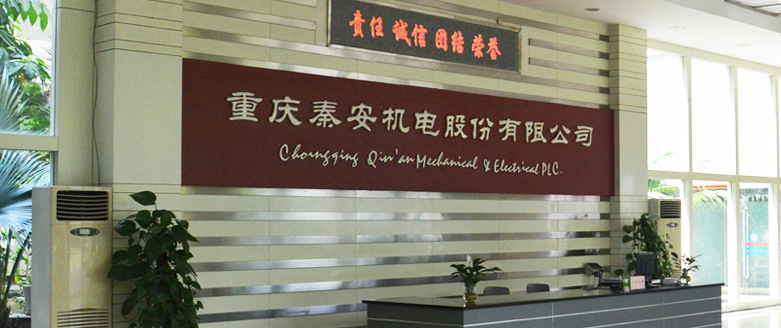 责任 诚信 团结 荣誉
重庆秦安机电股份有限公司
Chongqing Qin'an Mechanical & Electrical PLC.